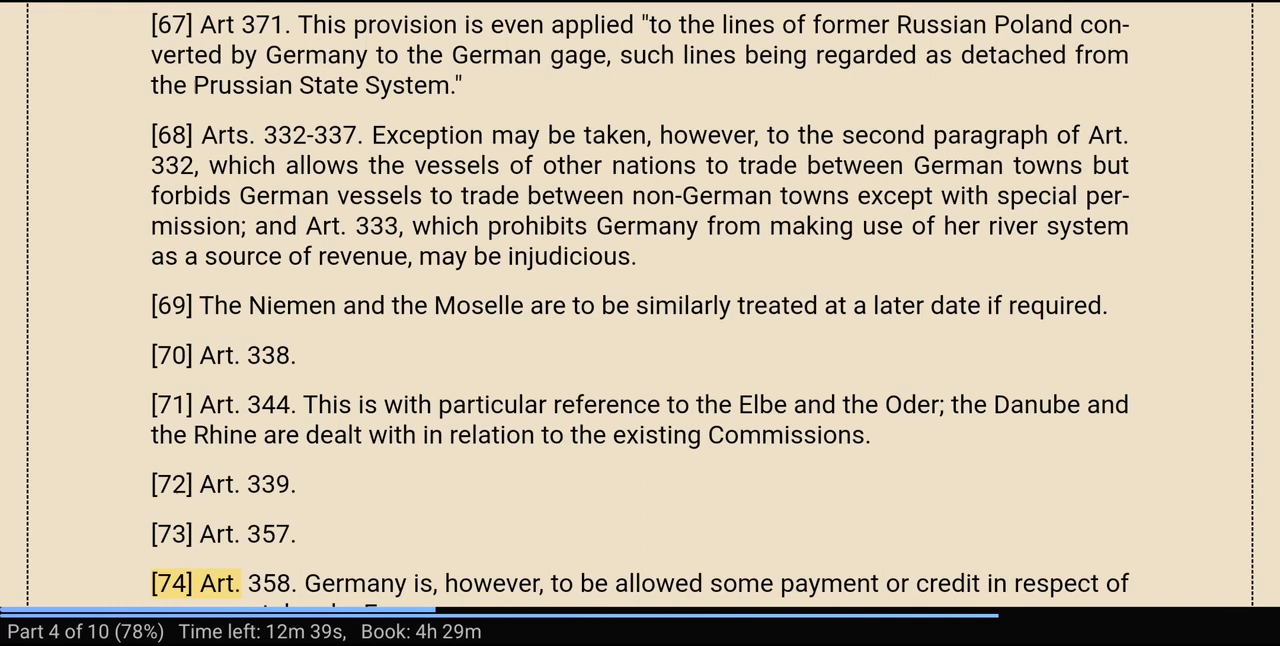 [67] Art 371. This provision is even applied "to the lines of former Russian Poland con-
verted by Germany to the German gage, such lines being regarded as detached from
the Prussian State System."
[68] Arts. 332-337. Exception may be taken, however, to the second paragraph of Art.
332, which allows the vessels of other nations to trade between German towns but
forbids German vessels to trade between non-German towns except with special per-
mission; and Art. 333, which prohibits Germany from making use of her river system
as a source of revenue, may be injudicious.
[69] The Niemen and the Moselle are to be similarly treated at a later date if required.
[70] Art. 338.
[71] Art. 344. This is with particular reference to the Elbe and the Oder; the Danube and
the Rhine are dealt with in relation to the existing Commissions.
[72] Art. 339.
[73] Art. 357.
[74] Art. 358. Germany is, however, to be allowed some payment or credit in respect of
Part 4 of 10 (78%) Time left: 12m 39s, Book: 4h 29m